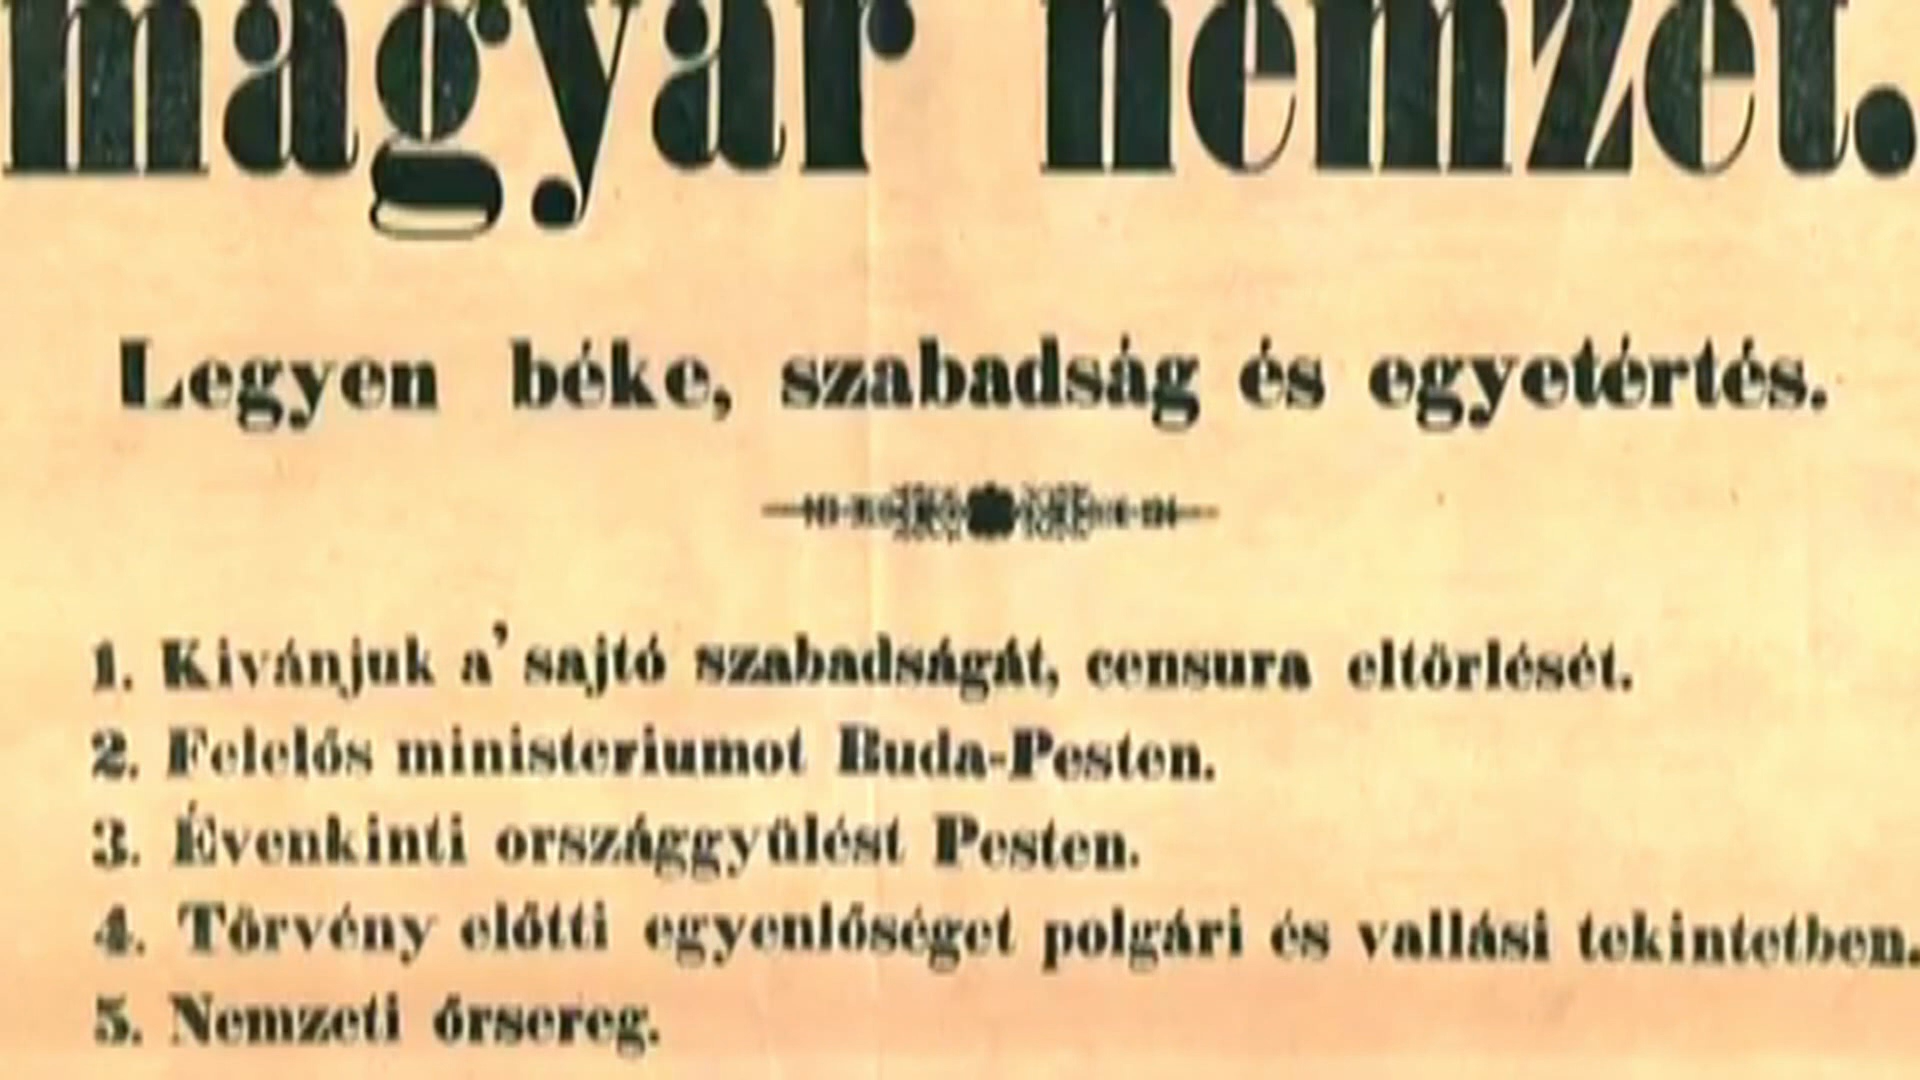 magyar nemzet.
Legyen béke, szabadság és egyetértés.
1. Kivánjuk a' sajtó szabadságát, censura eltörlését.
2. Felelős ministeriumot Buda-Pesten.
3. Évenkinti országgyülést Pesten.
4. Törvény előtti egyenlőséget polgári és vallási tekintetben.
5. Nemzeti őrsereg.